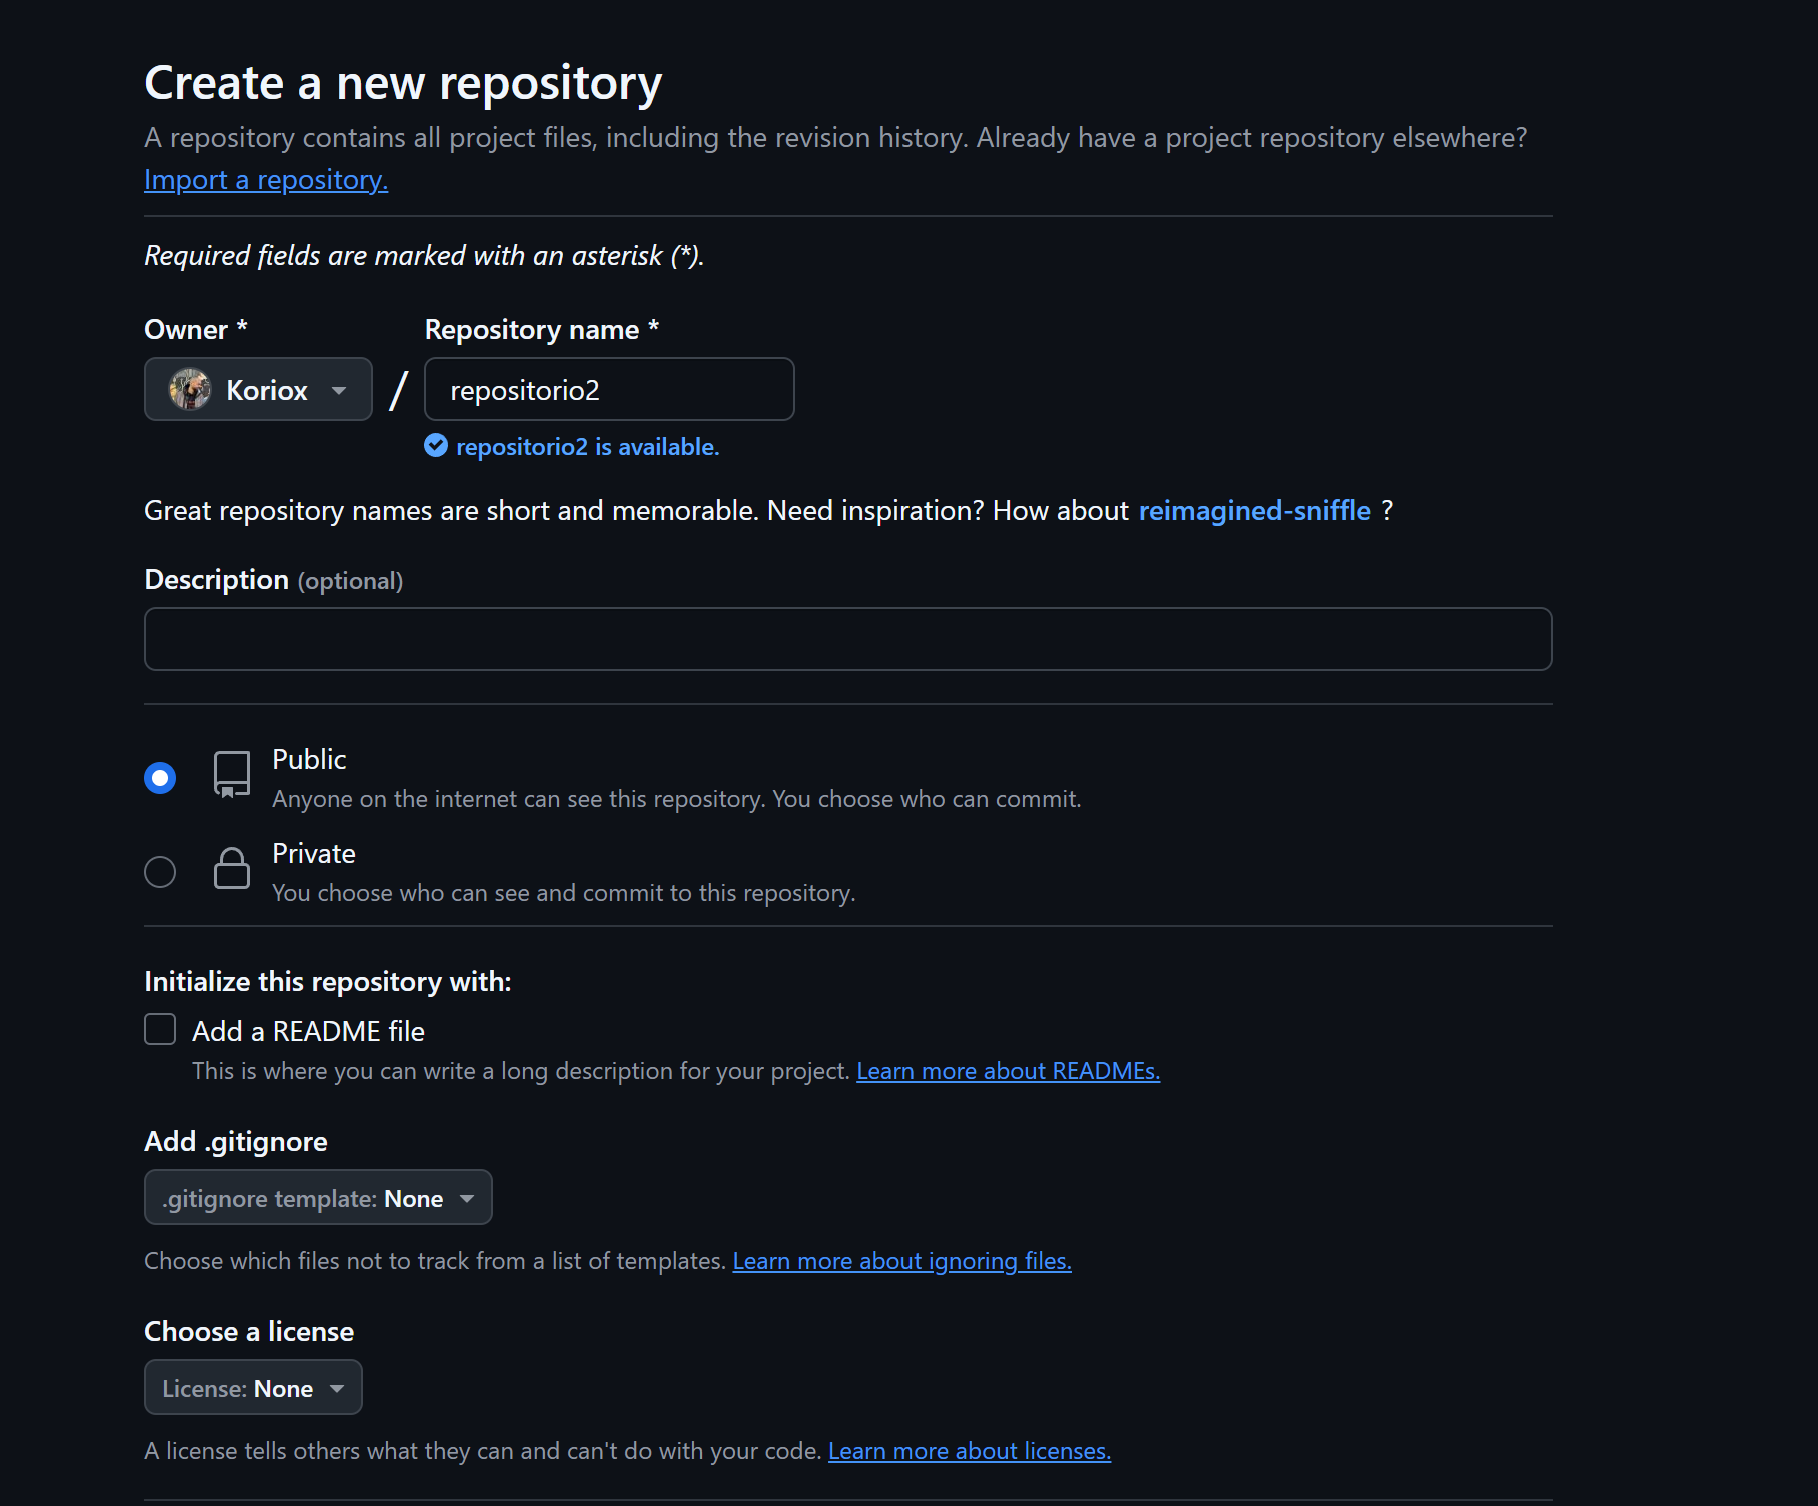 Create a new repository
A repository contains all project files, including the revision history. Already have a project repository elsewhere?
Import a repository.
Required fields are marked with an asterisk (*).
Owner *
Repository name *
Koriox
/
repositorio2
repositorio2 is available.
Great repository names are short and memorable. Need inspiration? How about reimagined-sniffle ?
Description (optional)
Public
Anyone on the internet can see this repository. You choose who can commit.
Private
You choose who can see and commit to this repository.
Initialize this repository with:
Add a README file
This is where you can write a long description for your project. Learn more about READMEs.
Add .gitignore
.gitignore template: None
Choose which files not to track from a list of templates. Learn more about ignoring files.
Choose a license
License: None
A license tells others what they can and can't do with your code. Learn more about licenses.